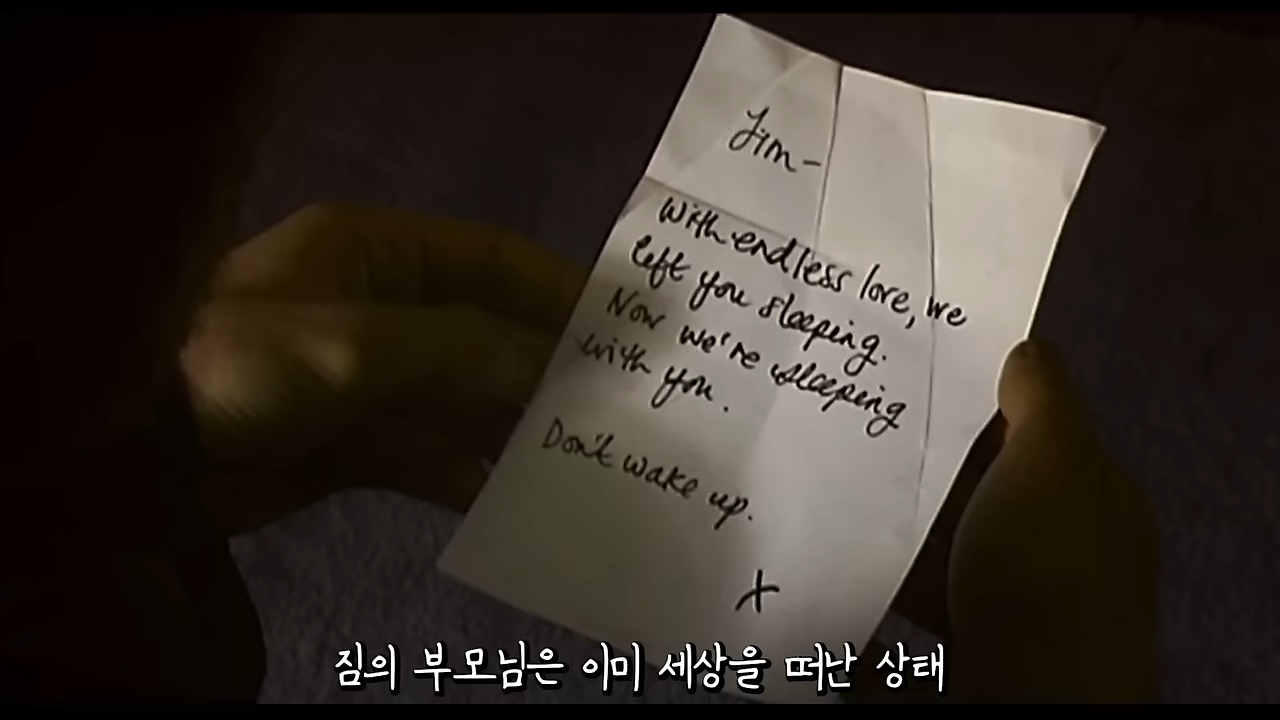 Jim -
With endless love, we
left you sleeping.
Now we're sleeping
with you.
Don't wake up.
X
짐의 부모님은 이미 세상을 떠난 상태